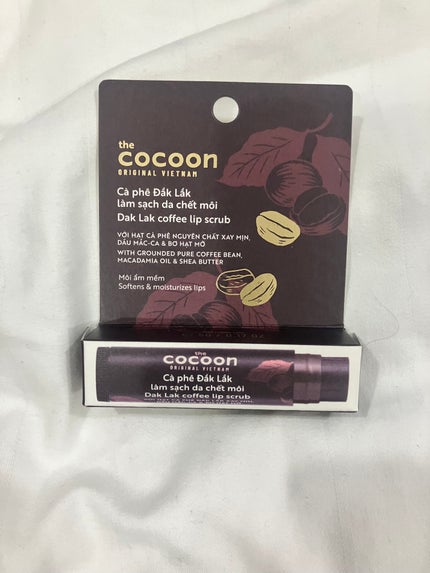 the
cocoon
ORIGINAL VIETNAM
Cà phê Đắk Lắk
làm sạch da chết môi
Dak Lak coffee lip scrub
VỚI HẠT CÀ PHÊ NGUYÊN CHẤT XAY MỊN,
DẦU MẮC-CA & BƠ HẠT MỠ
WITH GROUNDED PURE COFFEE BEAN,
MACADAMIA OIL & SHEA BUTTER
Môi ẩm mềm
Softens & moisturizes lips
the
cocoon
ORIGINAL VIETNAM
Cà phê Đắk Lắk
làm sạch da chết môi
Dak Lak coffee lip scrub